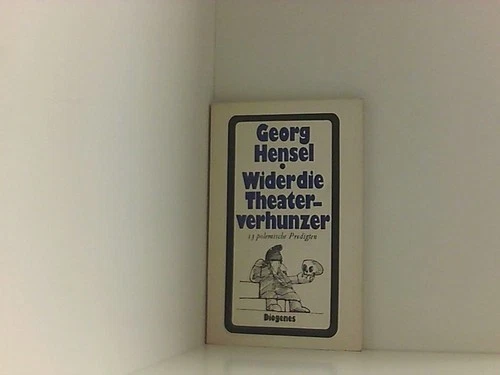 Georg
Hensel
•
Wider die
Theater-
verhunzer
13 polemische Predigten
Diogenes